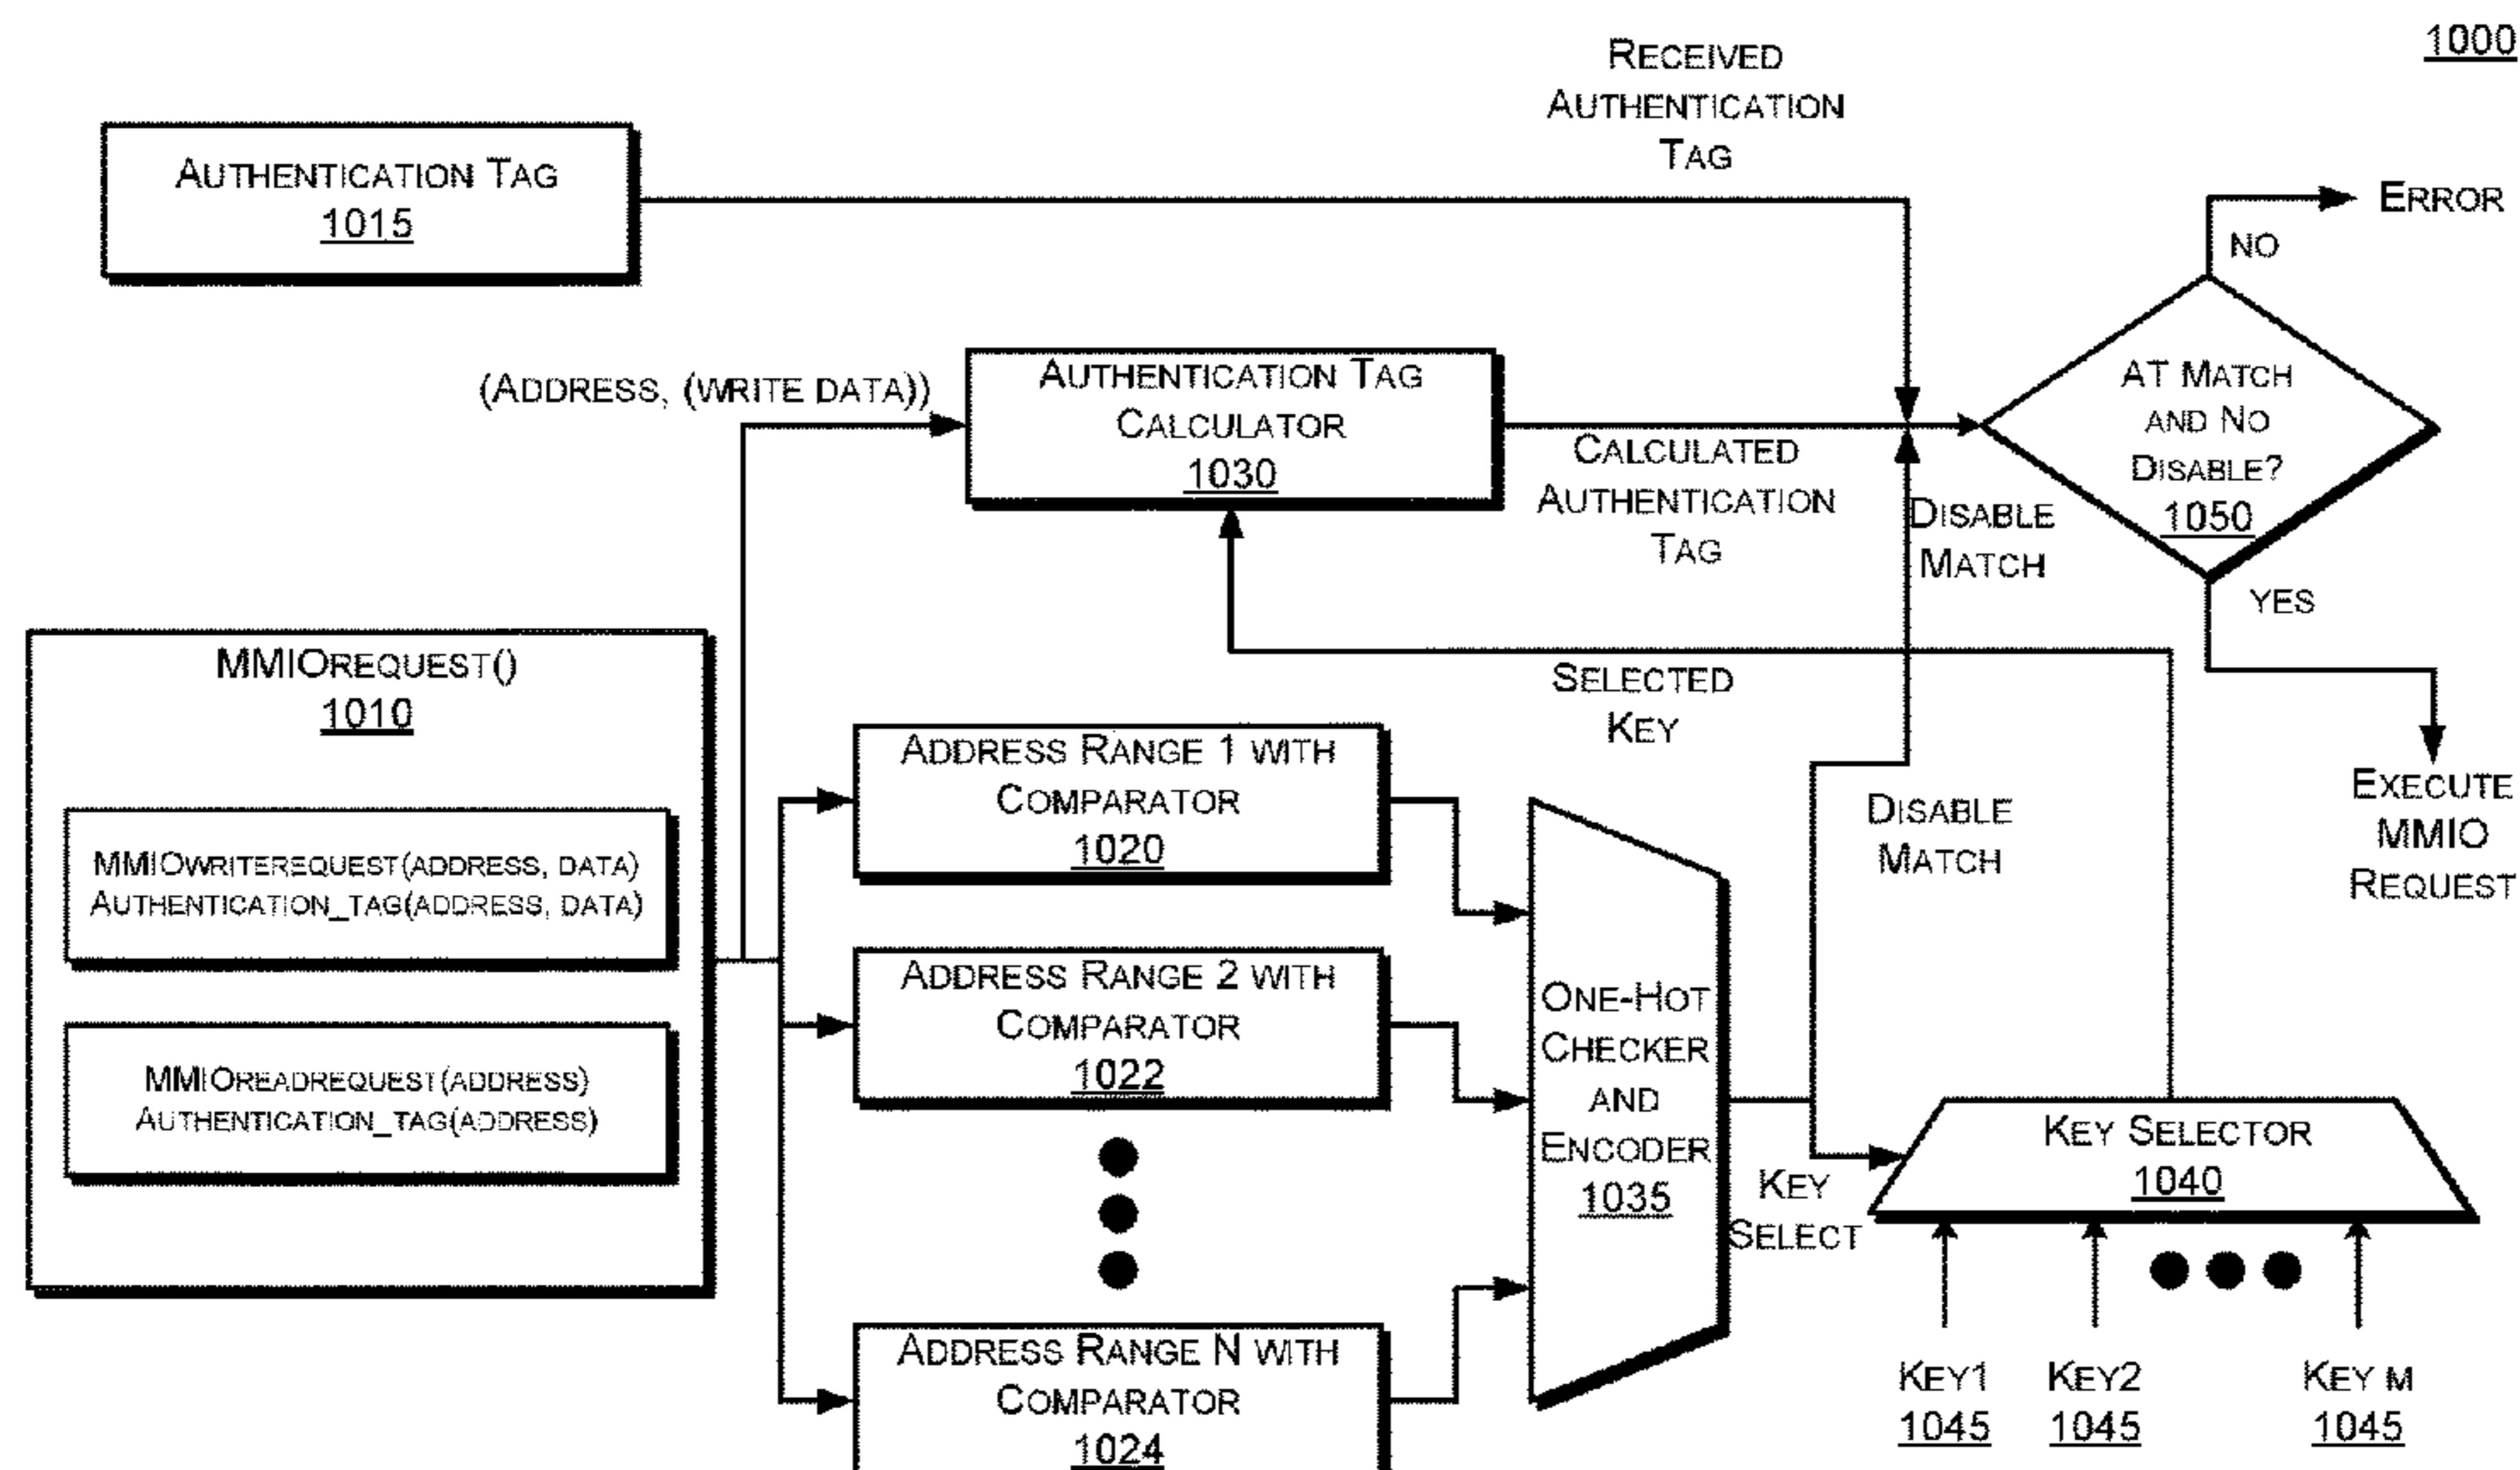 1000
RECEIVED
AUTHENTICATION
TAG
AUTHENTICATION TAG
1015
ERROR
NO
(ADDRESS, (WRITE DATA))
AUTHENTICATION TAG
CALCULATOR
1030
CALCULATED
AUTHENTICATION
TAG
DISABLE
MATCH
AT MATCH
AND NO
DISABLE?
1050
YES
MMIOREQUEST()
1010
SELECTED
KEY
EXECUTE
MMIO
REQUEST
ADDRESS RANGE 1 WITH
COMPARATOR
1020
DISABLE
MATCH
MMIOWRITEREQUEST(ADDRESS, DATA)
AUTHENTICATION_TAG(ADDRESS, DATA)
ADDRESS RANGE 2 WITH
COMPARATOR
1022
ONE-HOT
CHECKER
AND
ENCODER
1035
MMIOREADREQUEST(ADDRESS)
AUTHENTICATION_TAG(ADDRESS)
KEY
SELECT
KEY SELECTOR
1040
ADDRESS RANGE N WITH
COMPARATOR
1024
KEY1
1045
KEY2
1045
KEY M
1045